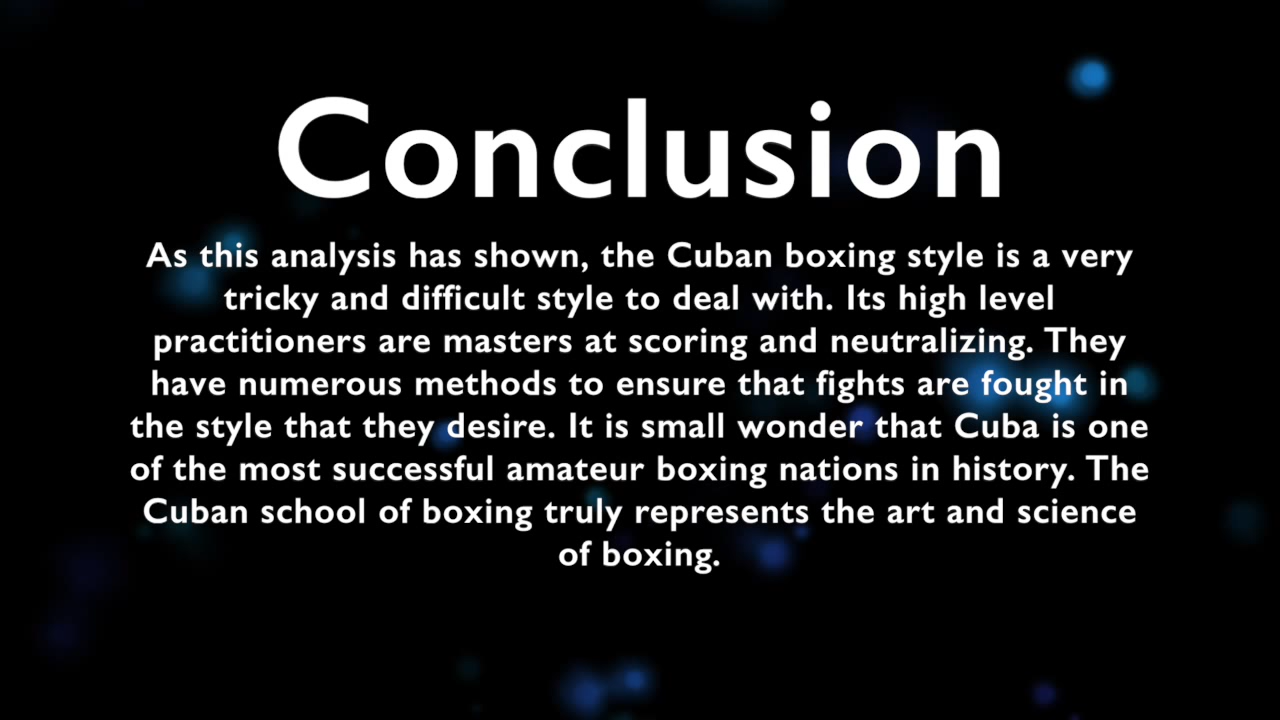 Conclusion
As this analysis has shown, the Cuban boxing style is a very
tricky and difficult style to deal with. Its high level
practitioners are masters at scoring and neutralizing. They
have numerous methods to ensure that fights are fought in
the style that they desire. It is small wonder that Cuba is one
of the most successful amateur boxing nations in history. The
Cuban school of boxing truly represents the art and science
of boxing.